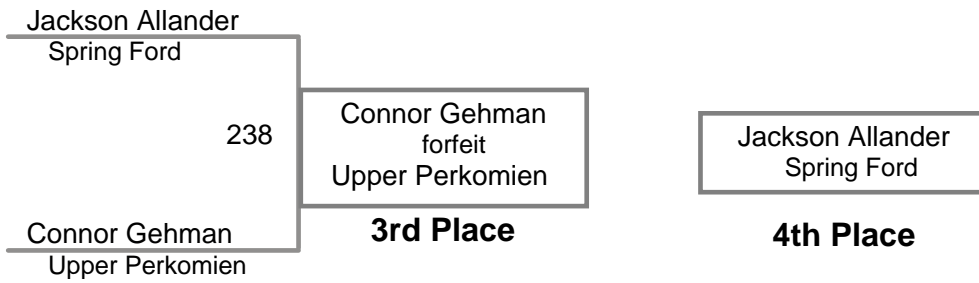 Jackson Allander
Spring Ford
238
Connor Gehman
Upper Perkomien
Connor Gehman
forfeit
Upper Perkomien
3rd Place
Jackson Allander
Spring Ford
4th Place